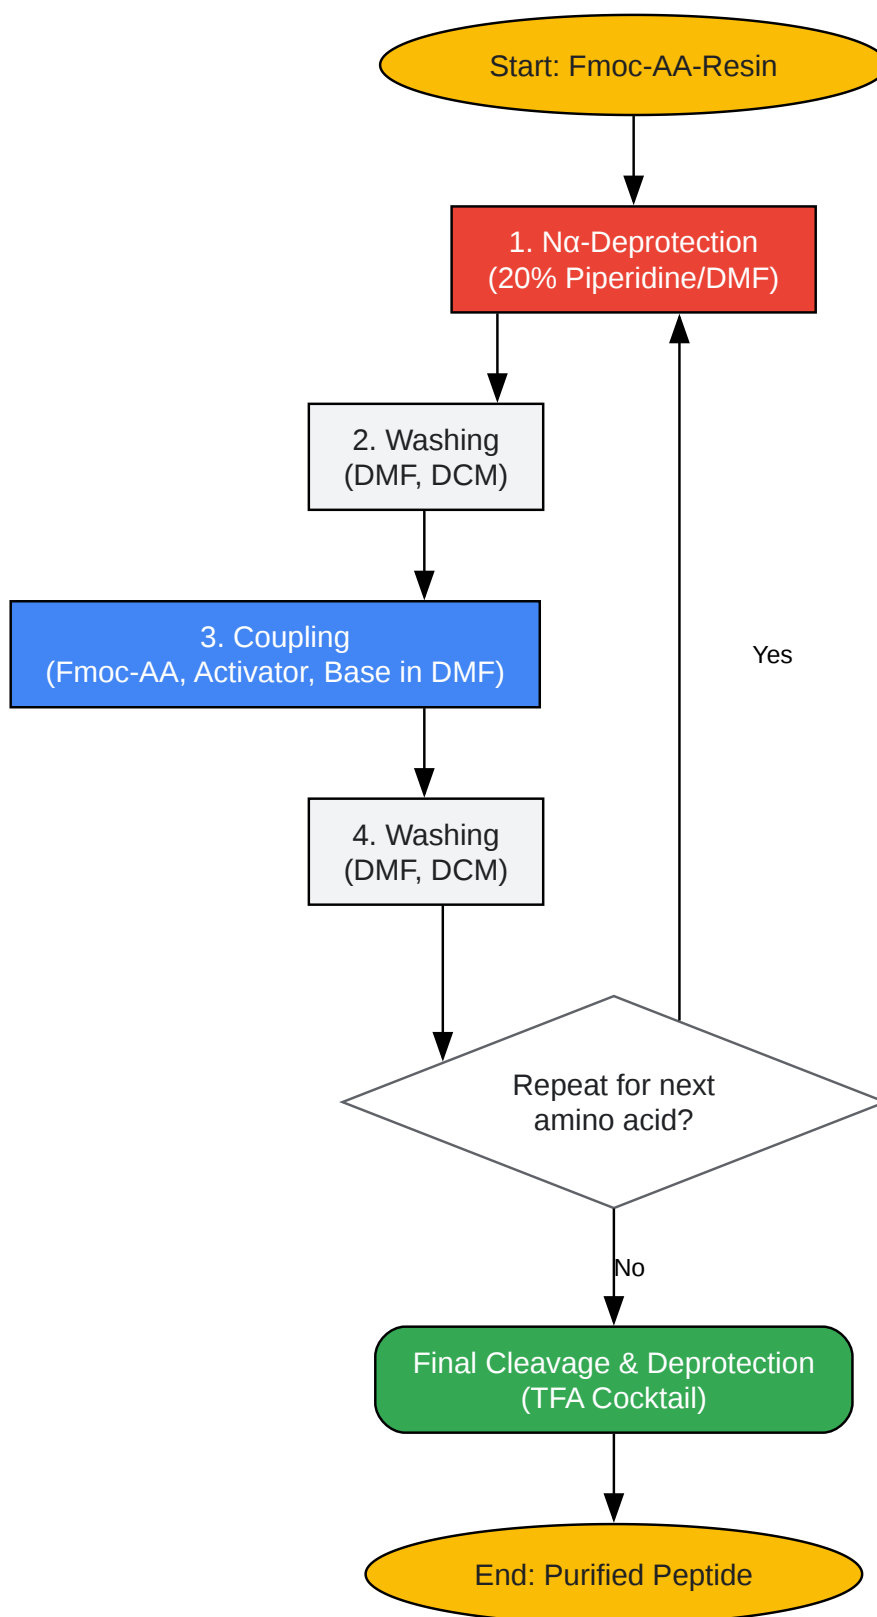 Start: Fmoc-AA-Resin
1. Nα-Deprotection
(20% Piperidine/DMF)
2. Washing
(DMF, DCM)
3. Coupling
(Fmoc-AA, Activator, Base in DMF)
Yes
4. Washing
(DMF, DCM)
Repeat for next
amino acid?
No
Final Cleavage & Deprotection
(TFA Cocktail)
End: Purified Peptide